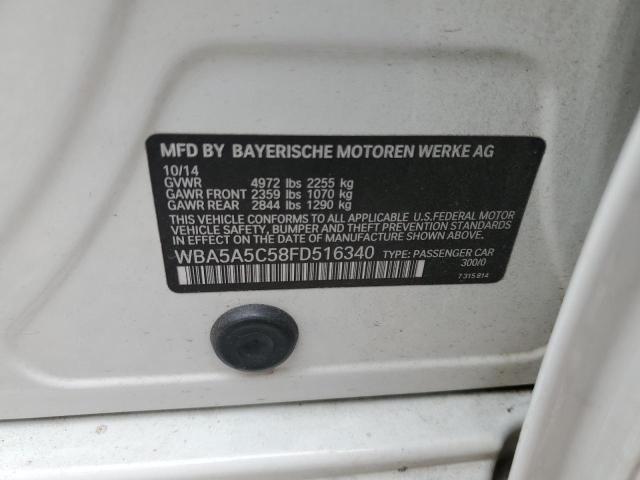 MFD BY BAYERISCHE MOTOREN WERKE AG
10/14
GVWR 4972 lbs 2255 kg
GAWR FRONT 2359 lbs 1070 kg
GAWR REAR 2844 lbs 1290 kg
THIS VEHICLE CONFORMS TO ALL APPLICABLE U.S.FEDERAL MOTOR
VEHICLE SAFETY, BUMPER AND THEFT PREVENTION STANDARDS
IN EFFECT ON THE DATE OF MANUFACTURE SHOWN ABOVE.
WBA5A5C58FD516340 TYPE: PASSENGER CAR
300/0
7 315 814